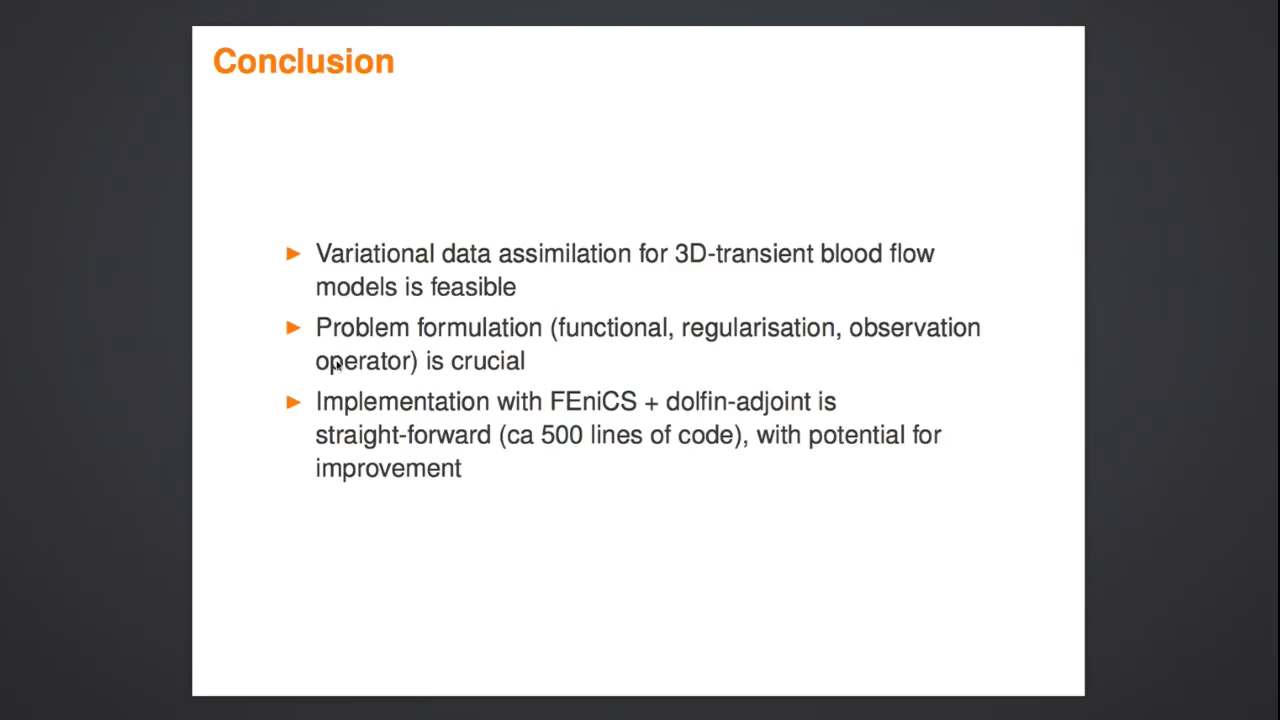 Conclusion
Variational data assimilation for 3D-transient blood flow
models is feasible
Problem formulation (functional, regularisation, observation
operator) is crucial
Implementation with FEniCS + dolfin-adjoint is
straight-forward (ca 500 lines of code), with potential for
improvement